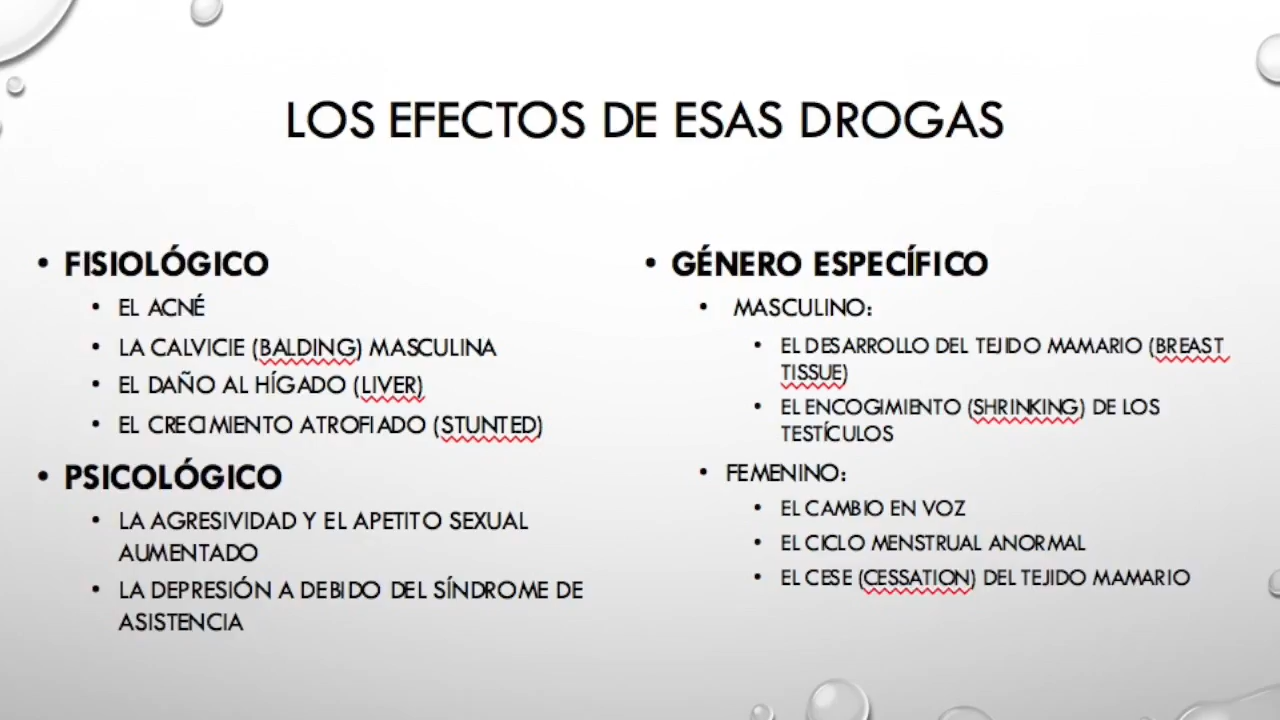 LOS EFECTOS DE ESAS DROGAS
• FISIOLÓGICO
• EL ACNÉ
• LA CALVICIE (BALDING) MASCULINA
• EL DAÑO AL HÍGADO (LIVER)
• EL CRECIMIENTO ATROFIADO (STUNTED)
• PSICOLÓGICO
• LA AGRESIVIDAD Y EL APETITO SEXUAL
AUMENTADO
• LA DEPRESIÓN A DEBIDO DEL SÍNDROME DE
ASISTENCIA
• GÉNERO ESPECÍFICO
• MASCULINO:
• EL DESARROLLO DEL TEJIDO MAMARIO (BREAST
TISSUE)
• EL ENCOGIMIENTO (SHRINKING) DE LOS
TESTÍCULOS
• FEMENINO:
• EL CAMBIO EN VOZ
• EL CICLO MENSTRUAL ANORMAL
• EL CESE (CESSATION) DEL TEJIDO MAMARIO